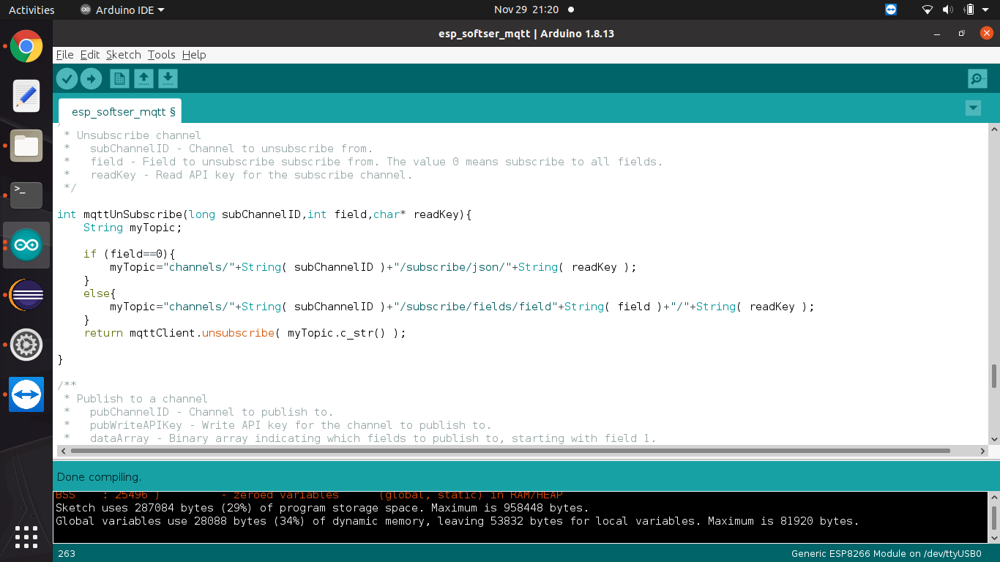 Activities Arduino IDE Nov 29 21:20
esp_softser_mqtt | Arduino 1.8.13
File Edit Sketch Tools Help
esp_softser_mqtt §
* Unsubscribe channel
*   subChannelID - Channel to unsubscribe from.
*   field - Field to unsubscribe subscribe from. The value 0 means subscribe to all fields.
*   readKey - Read API key for the subscribe channel.
*/
int mqttUnSubscribe(long subChannelID,int field,char* readKey){
    String myTopic;
    if (field==0){
        myTopic="channels/"+String( subChannelID )+"/subscribe/json/"+String( readKey );
    }
    else{
        myTopic="channels/"+String( subChannelID )+"/subscribe/fields/field"+String( field )+"/"+String( readKey );
    }
    return mqttClient.unsubscribe( myTopic.c_str() );
}
/**
 * Publish to a channel
 *   pubChannelID - Channel to publish to.
 *   pubWriteAPIKey - Write API key for the channel to publish to.
 *   dataArray - Binary array indicating which fields to publish to, starting with field 1.
Done compiling.
BSS    : 25496 )         - zeroed variables      (global, static) in RAM/HEAP
Sketch uses 287084 bytes (29%) of program storage space. Maximum is 958448 bytes.
Global variables use 28088 bytes (34%) of dynamic memory, leaving 53832 bytes for local variables. Maximum is 81920 bytes.
263 Generic ESP8266 Module on /dev/ttyUSB0